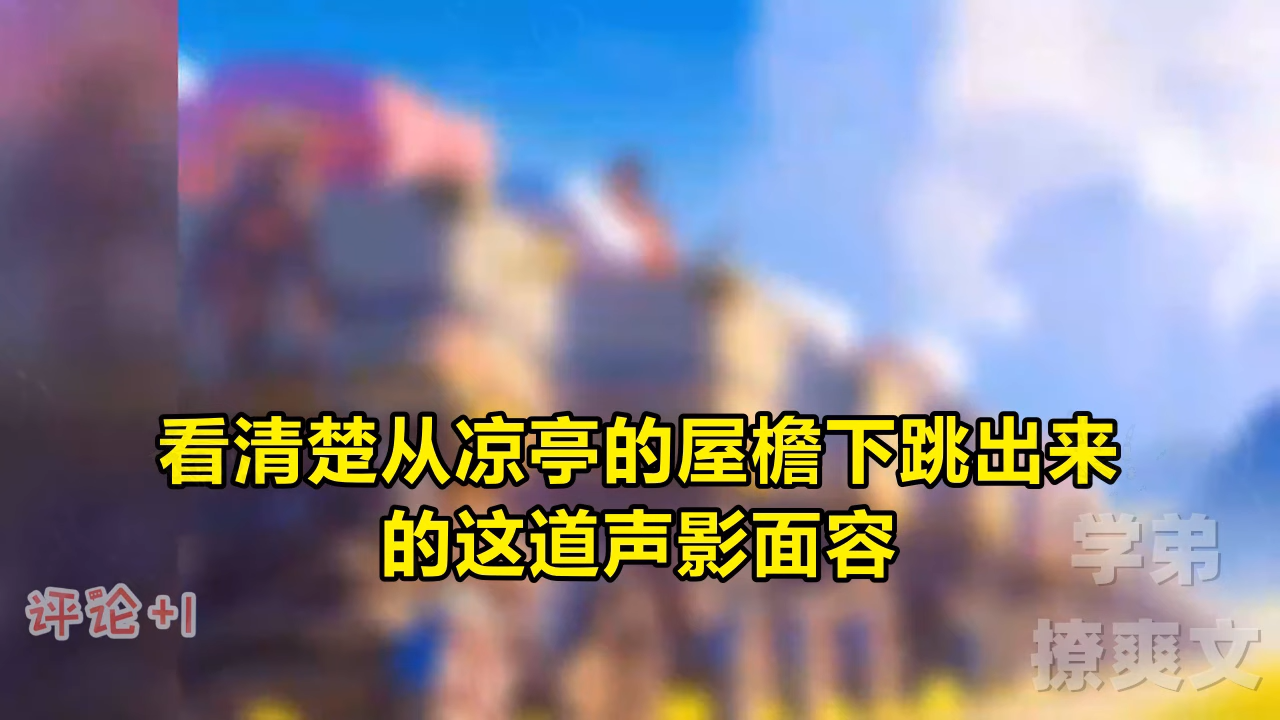 看清楚从凉亭的屋檐下跳出来
的这道声影面容
学弟
评论+1
撩爽文